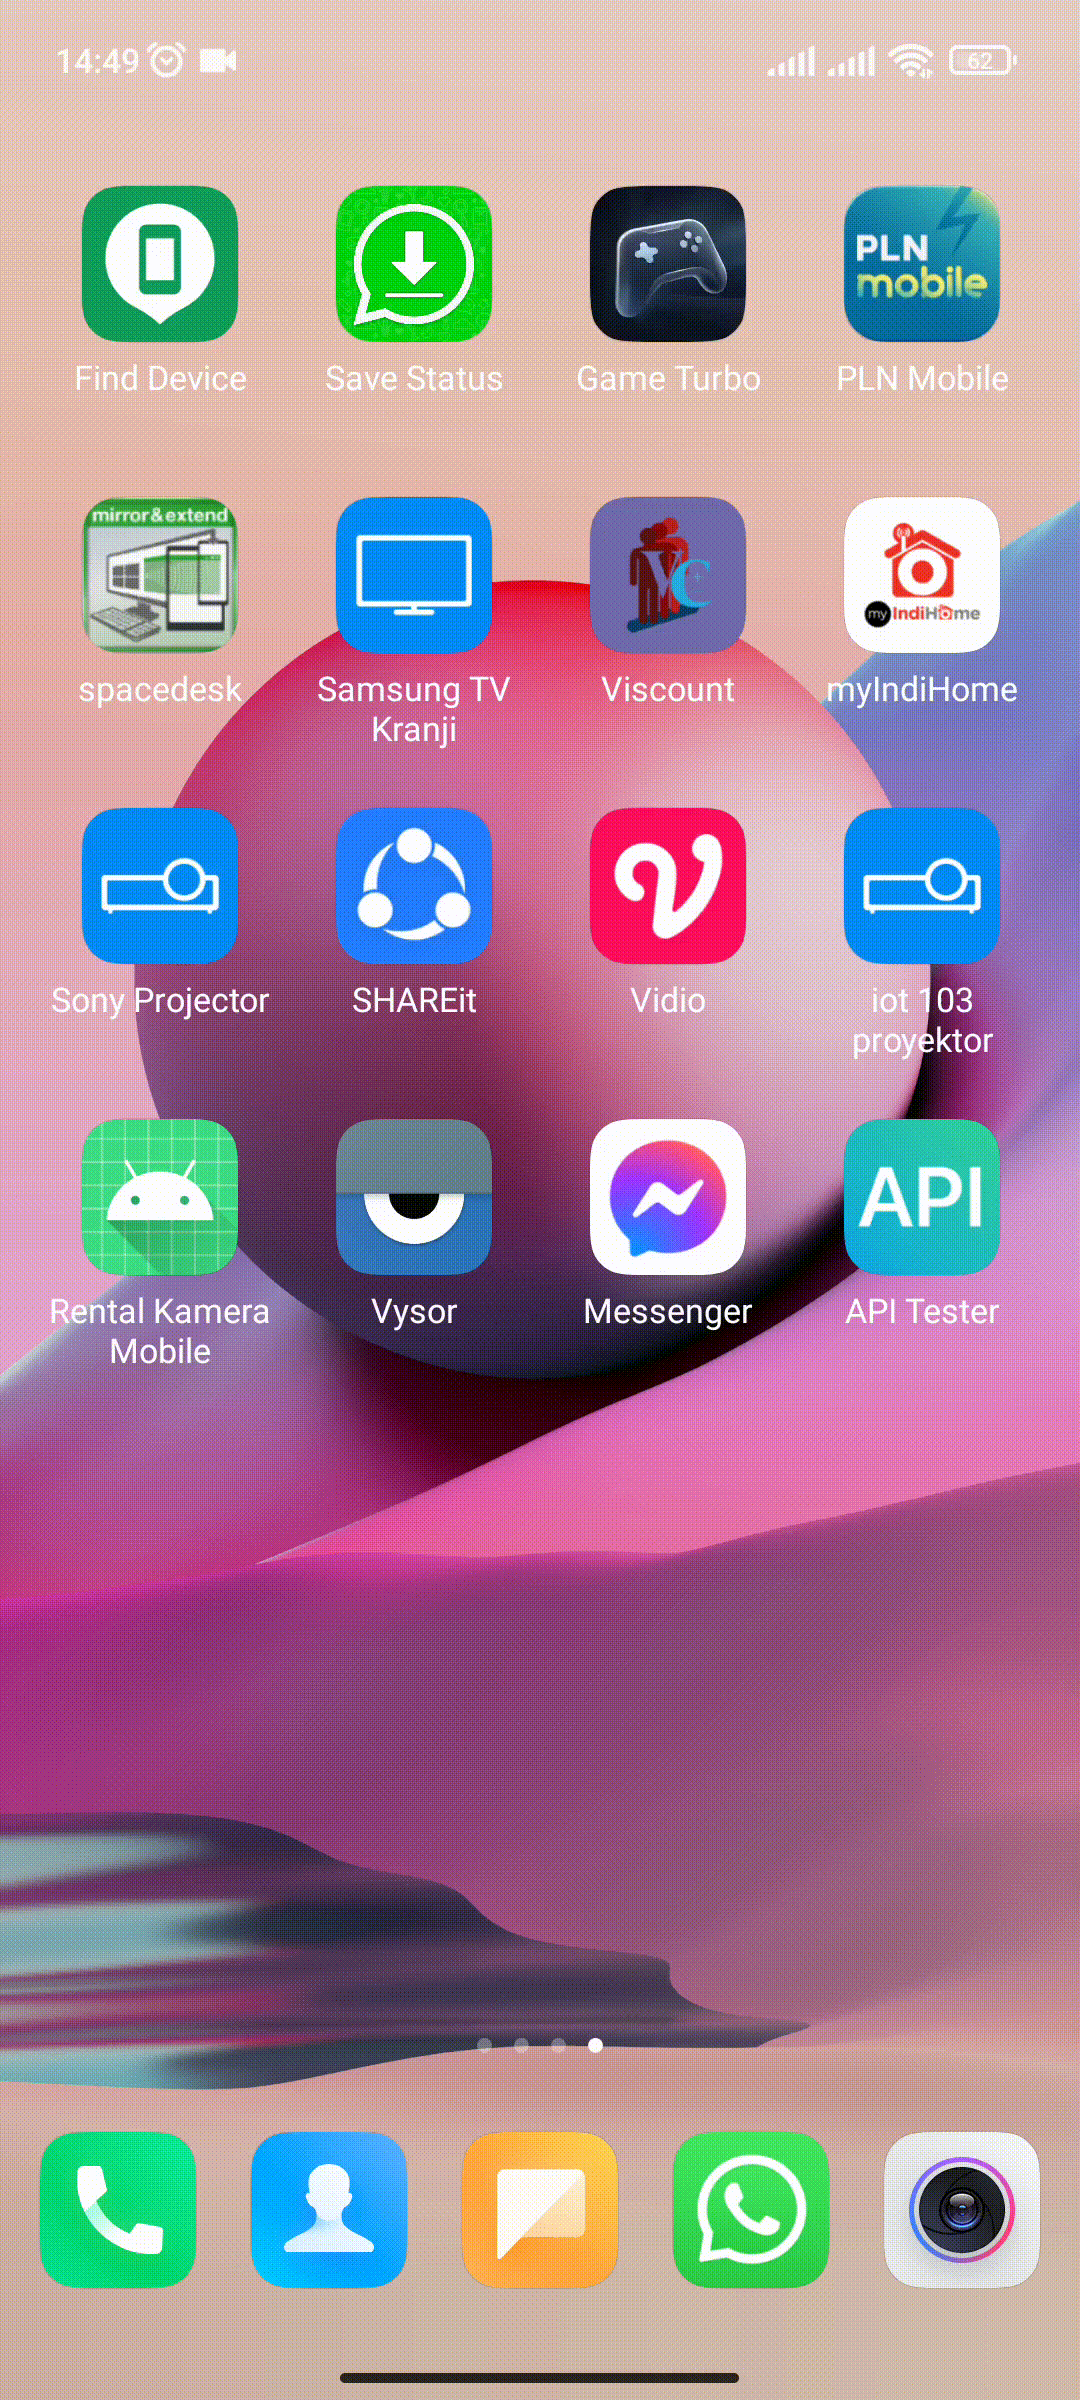 14:49
62
PLN
mobile
Find Device
Save Status
Game Turbo
PLN Mobile
mirror&extend
VC
my IndiHome
spacedesk
Samsung TV
Kranji
Viscount
myIndiHome
Sony Projector
SHAREit
Vidio
iot 103
proyektor
API
Rental Kamera
Mobile
Vysor
Messenger
API Tester